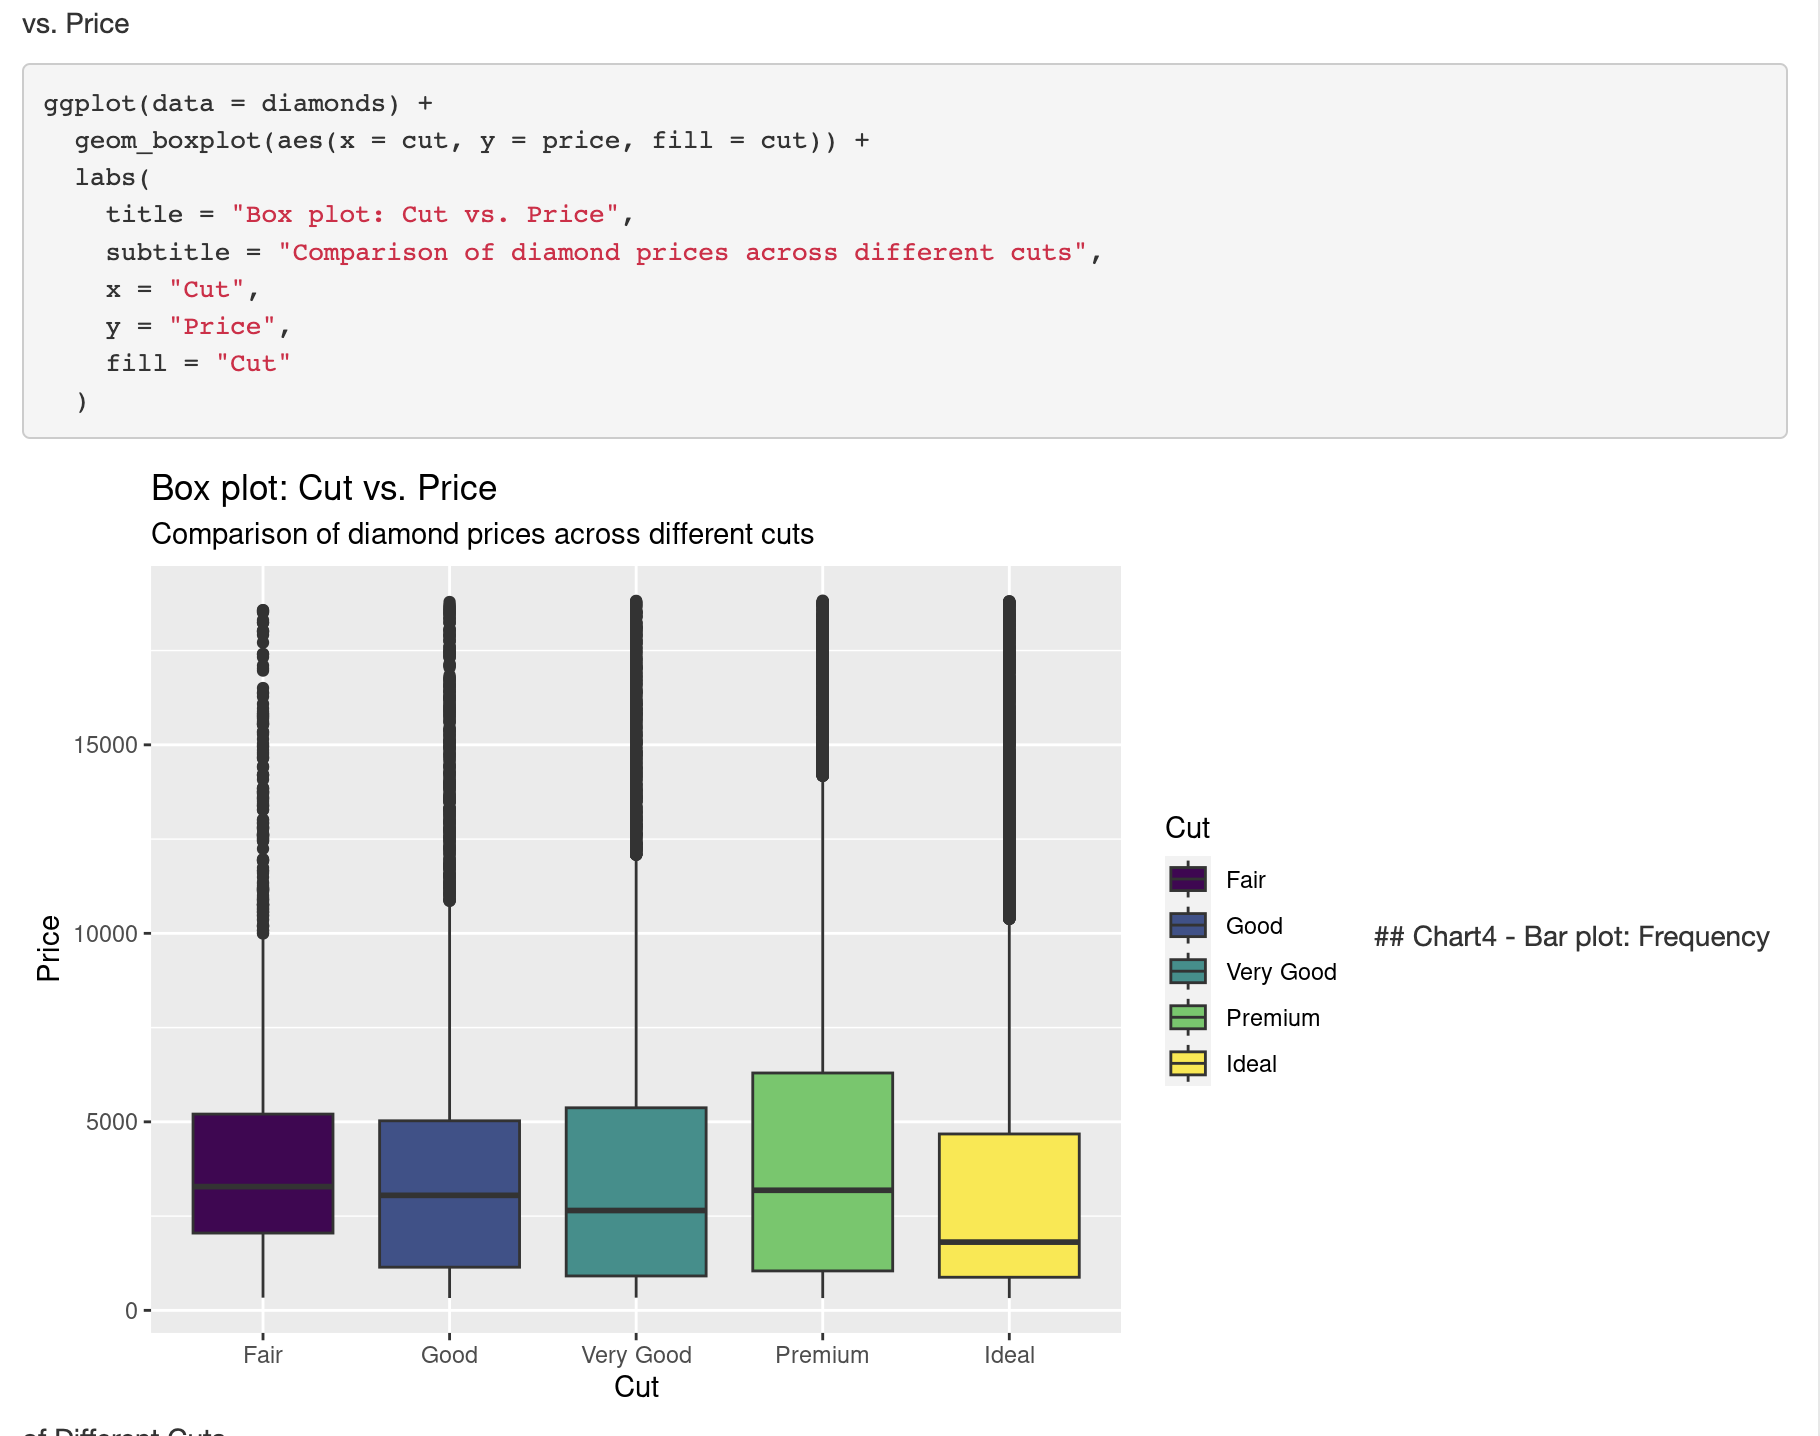 vs. Price
ggplot(data = diamonds) +
  geom_boxplot(aes(x = cut, y = price, fill = cut)) +
  labs(
    title = "Box plot: Cut vs. Price",
    subtitle = "Comparison of diamond prices across different cuts",
    x = "Cut",
    y = "Price",
    fill = "Cut"
  )
Box plot: Cut vs. Price
Comparison of diamond prices across different cuts
Price
15000
10000
5000
0
Fair
Good
Very Good
Premium
Ideal
Cut
Cut
Fair
Good
Very Good
Premium
Ideal
## Chart4 - Bar plot: Frequency
of Different Cuts